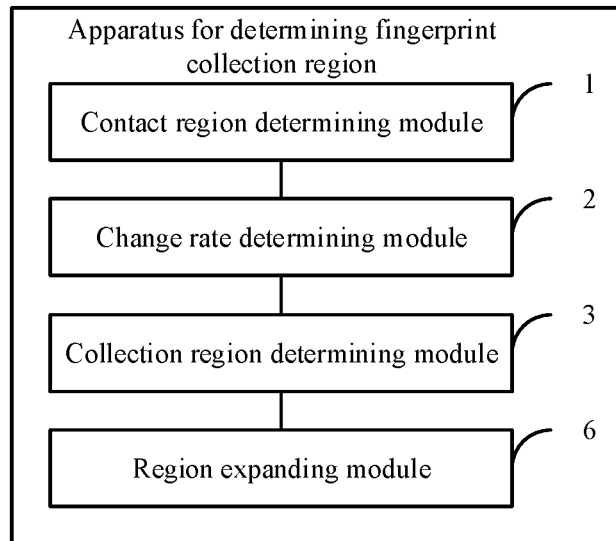 Apparatus for determining fingerprint
collection region
1
Contact region determining module
2
Change rate determining module
3
Collection region determining module
6
Region expanding module